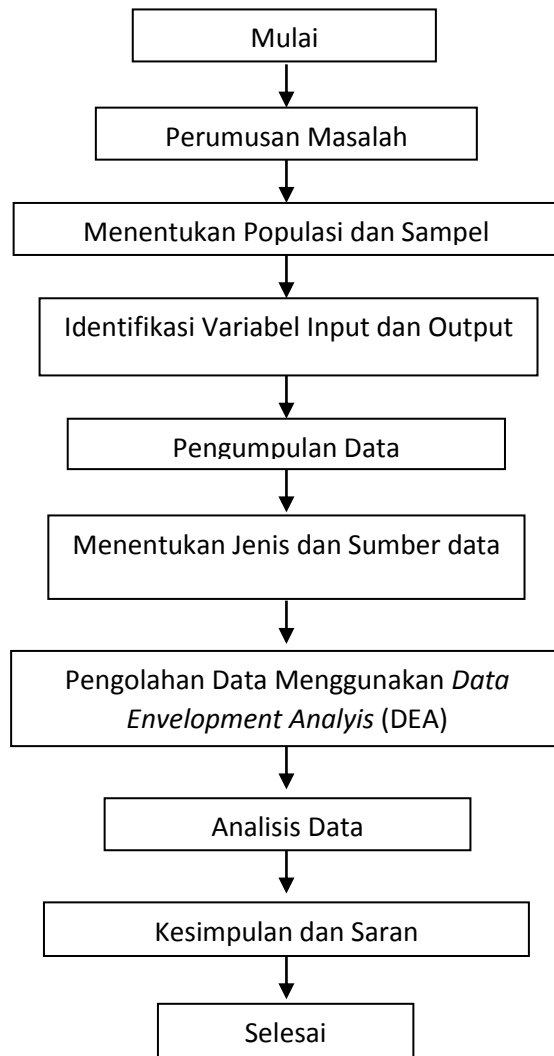 Mulai
Perumusan Masalah
Menentukan Populasi dan Sampel
Identifikasi Variabel Input dan Output
Pengumpulan Data
Menentukan Jenis dan Sumber data
Pengolahan Data Menggunakan Data
Envelopment Analyis (DEA)
Analisis Data
Kesimpulan dan Saran
Selesai